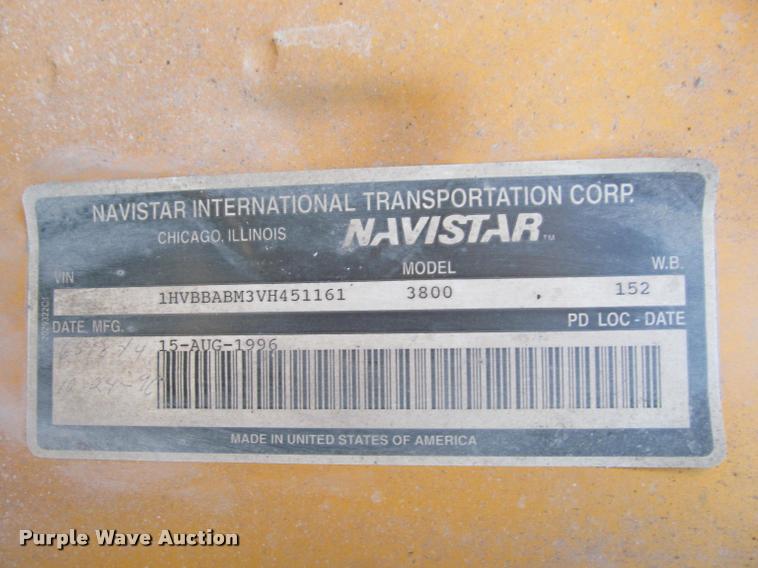 NAVISTAR INTERNATIONAL TRANSPORTATION CORP.
CHICAGO, ILLINOIS NAVISTAR ™
VIN MODEL W.B.
1HVBBABM3VH451161 3800 , 152
DATE MFG. PD LOC - DATE
15-AUG-1996
MADE IN UNITED STATES OF AMERICA
Purple Wave Auction